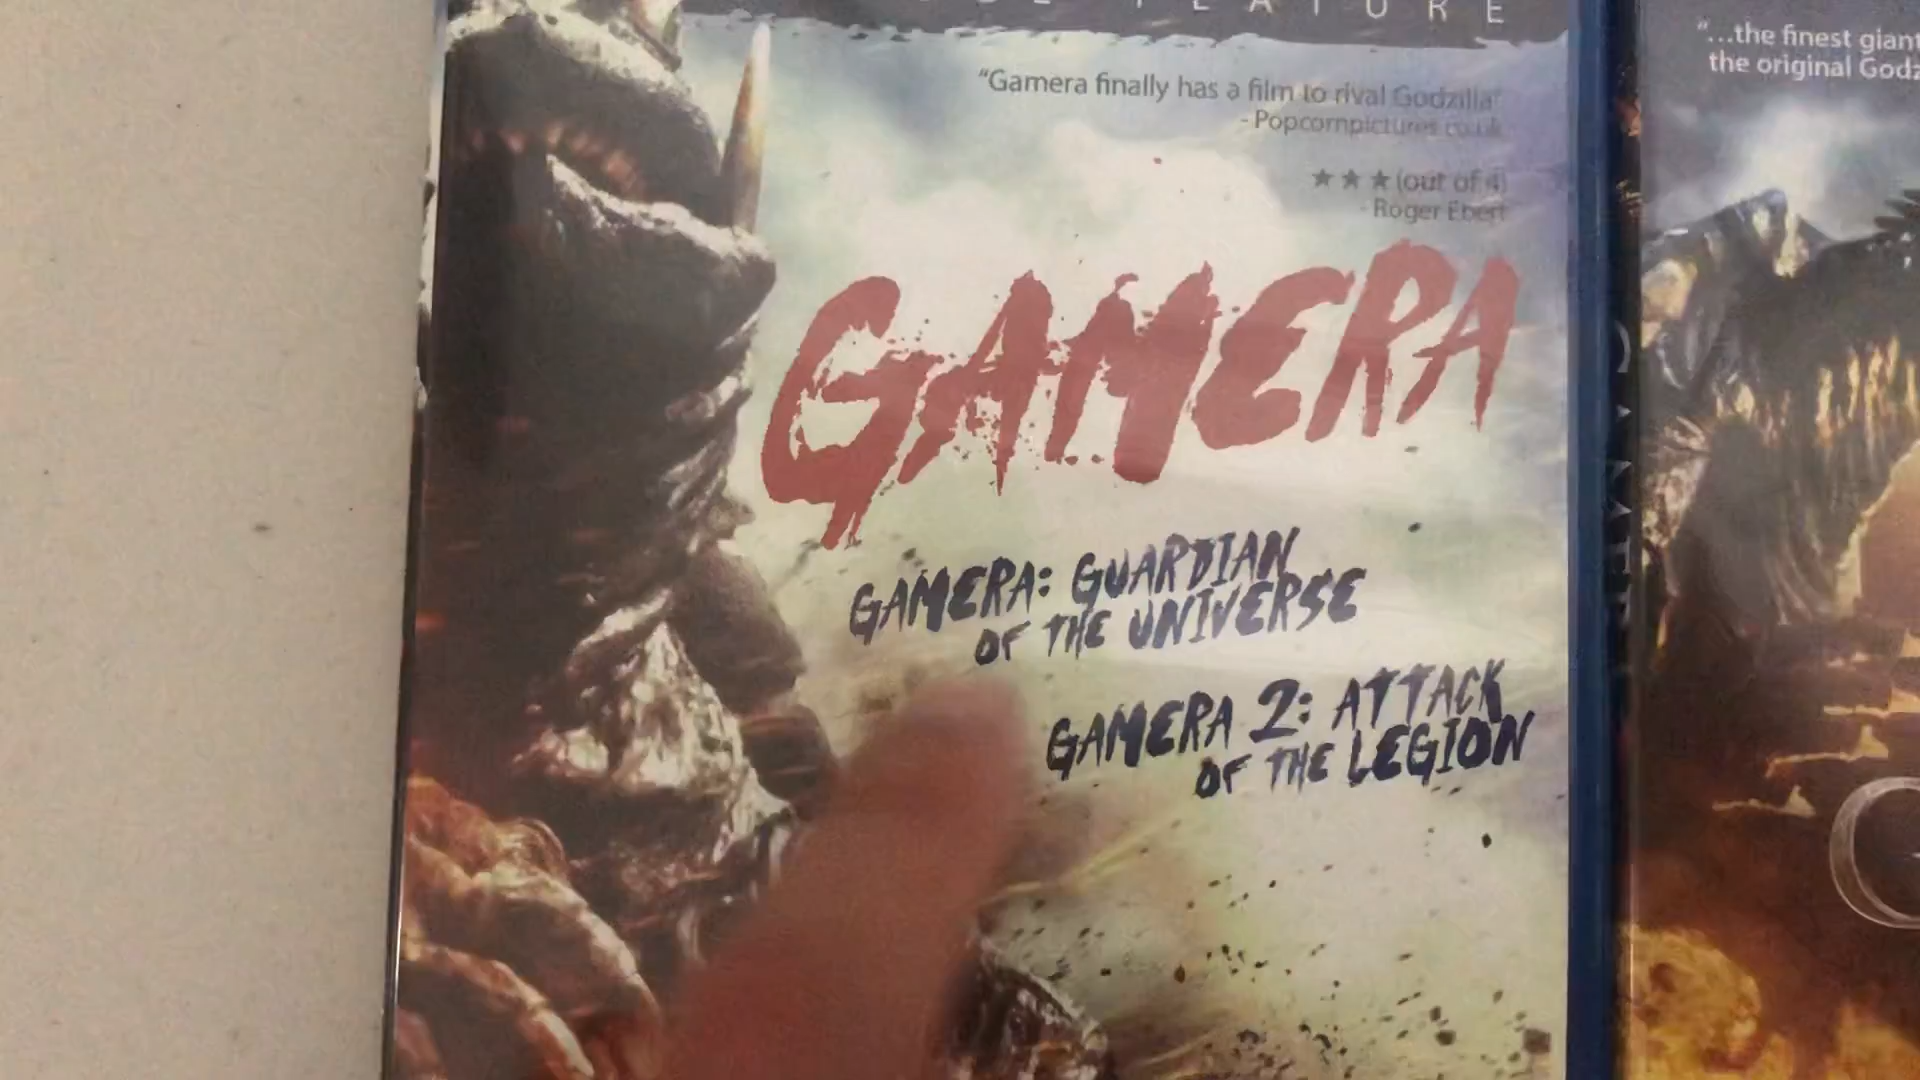 FEATURE
"Gamera finally has a film to rival Godzilla"
- Popcornpictures.co.uk
★★★(out of 4)
- Roger Ebert
GAMERA
GAMERA: GUARDIAN
OF THE UNIVERSE
GAMERA 2: ATTACK
OF THE LEGION
"...the finest giant
the original